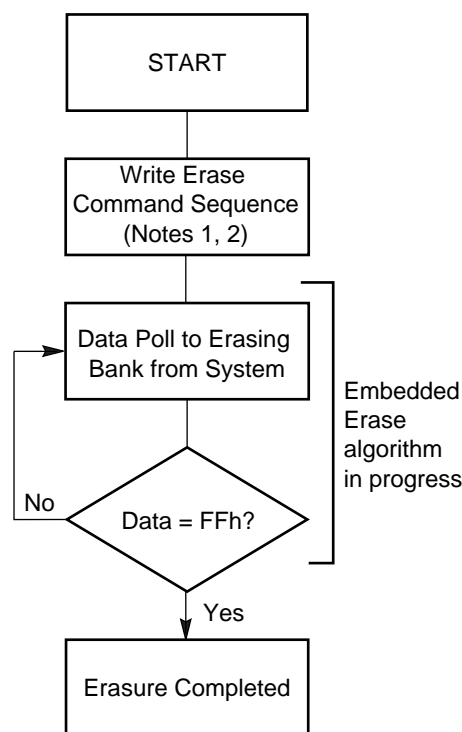 START
Write Erase
Command Sequence
(Notes 1, 2)
Data Poll to Erasing
Bank from System
Embedded
Erase
algorithm
in progress
No
Data = FFh?
Yes
Erasure Completed